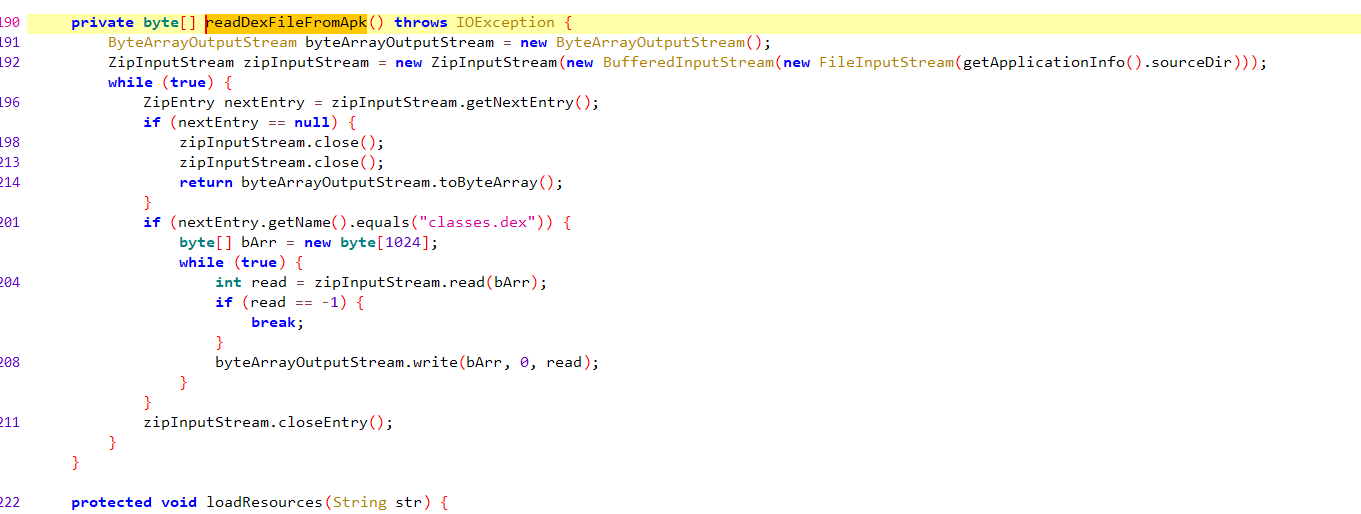 190 private byte[] readDexFileFromApk() throws IOException {
191 ByteArrayOutputStream byteArrayOutputStream = new ByteArrayOutputStream();
192 ZipInputStream zipInputStream = new ZipInputStream(new BufferedInputStream(new FileInputStream(getApplicationInfo().sourceDir)));
while (true) {
196 ZipEntry nextEntry = zipInputStream.getNextEntry();
if (nextEntry == null) {
198 zipInputStream.close();
213 zipInputStream.close();
214 return byteArrayOutputStream.toByteArray();
}
201 if (nextEntry.getName().equals("classes.dex")) {
byte[] bArr = new byte[1024];
while (true) {
204 int read = zipInputStream.read(bArr);
if (read == -1) {
break;
}
208 byteArrayOutputStream.write(bArr, 0, read);
}
}
211 zipInputStream.closeEntry();
}
}
222 protected void loadResources(String str) {